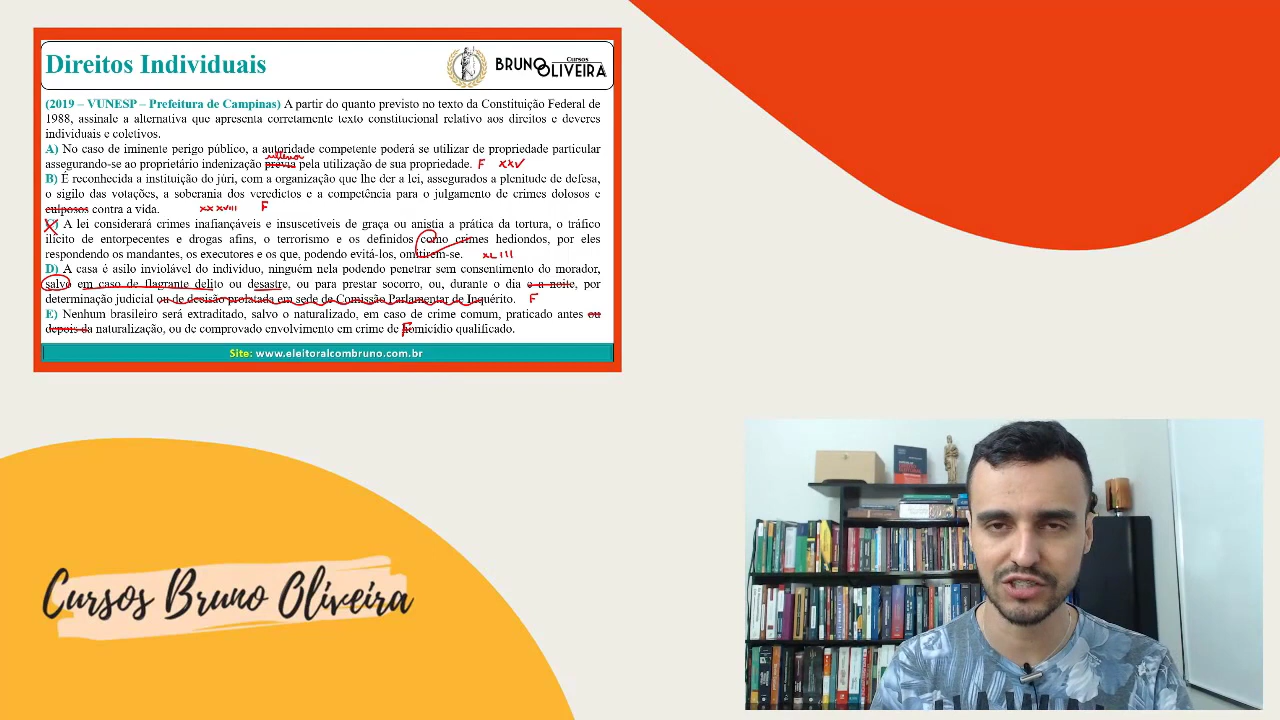 Direitos Individuais
Cursos
BRUNO OLIVEIRA
(2019 – VUNESP – Prefeitura de Campinas) A partir do quanto previsto no texto da Constituição Federal de
1988, assinale a alternativa que apresenta corretamente texto constitucional relativo aos direitos e deveres
individuais e coletivos.
A) No caso de iminente perigo público, a autoridade competente poderá se utilizar de propriedade particular
ulterior
assegurando-se ao proprietário indenização prévia pela utilização de sua propriedade. F XXV
B) É reconhecida a instituição do júri, com a organização que lhe der a lei, assegurados a plenitude de defesa,
o sigilo das votações, a soberania dos veredictos e a competência para o julgamento de crimes dolosos e
culposos contra a vida. XXXVIII F
C) A lei considerará crimes inafiançáveis e insuscetíveis de graça ou anistia a prática da tortura, o tráfico
ilícito de entorpecentes e drogas afins, o terrorismo e os definidos como crimes hediondos, por eles
respondendo os mandantes, os executores e os que, podendo evitá-los, omitirem-se. XLIII
D) A casa é asilo inviolável do indivíduo, ninguém nela podendo penetrar sem consentimento do morador,
salvo em caso de flagrante delito ou desastre, ou para prestar socorro, ou, durante o dia e a noite, por
determinação judicial ou de decisão prolatada em sede de Comissão Parlamentar de Inquérito. F
E) Nenhum brasileiro será extraditado, salvo o naturalizado, em caso de crime comum, praticado antes ou
depois da naturalização, ou de comprovado envolvimento em crime de homicídio qualificado.
Site: www.eleitoralcombruno.com.br
Cursos Bruno Oliveira